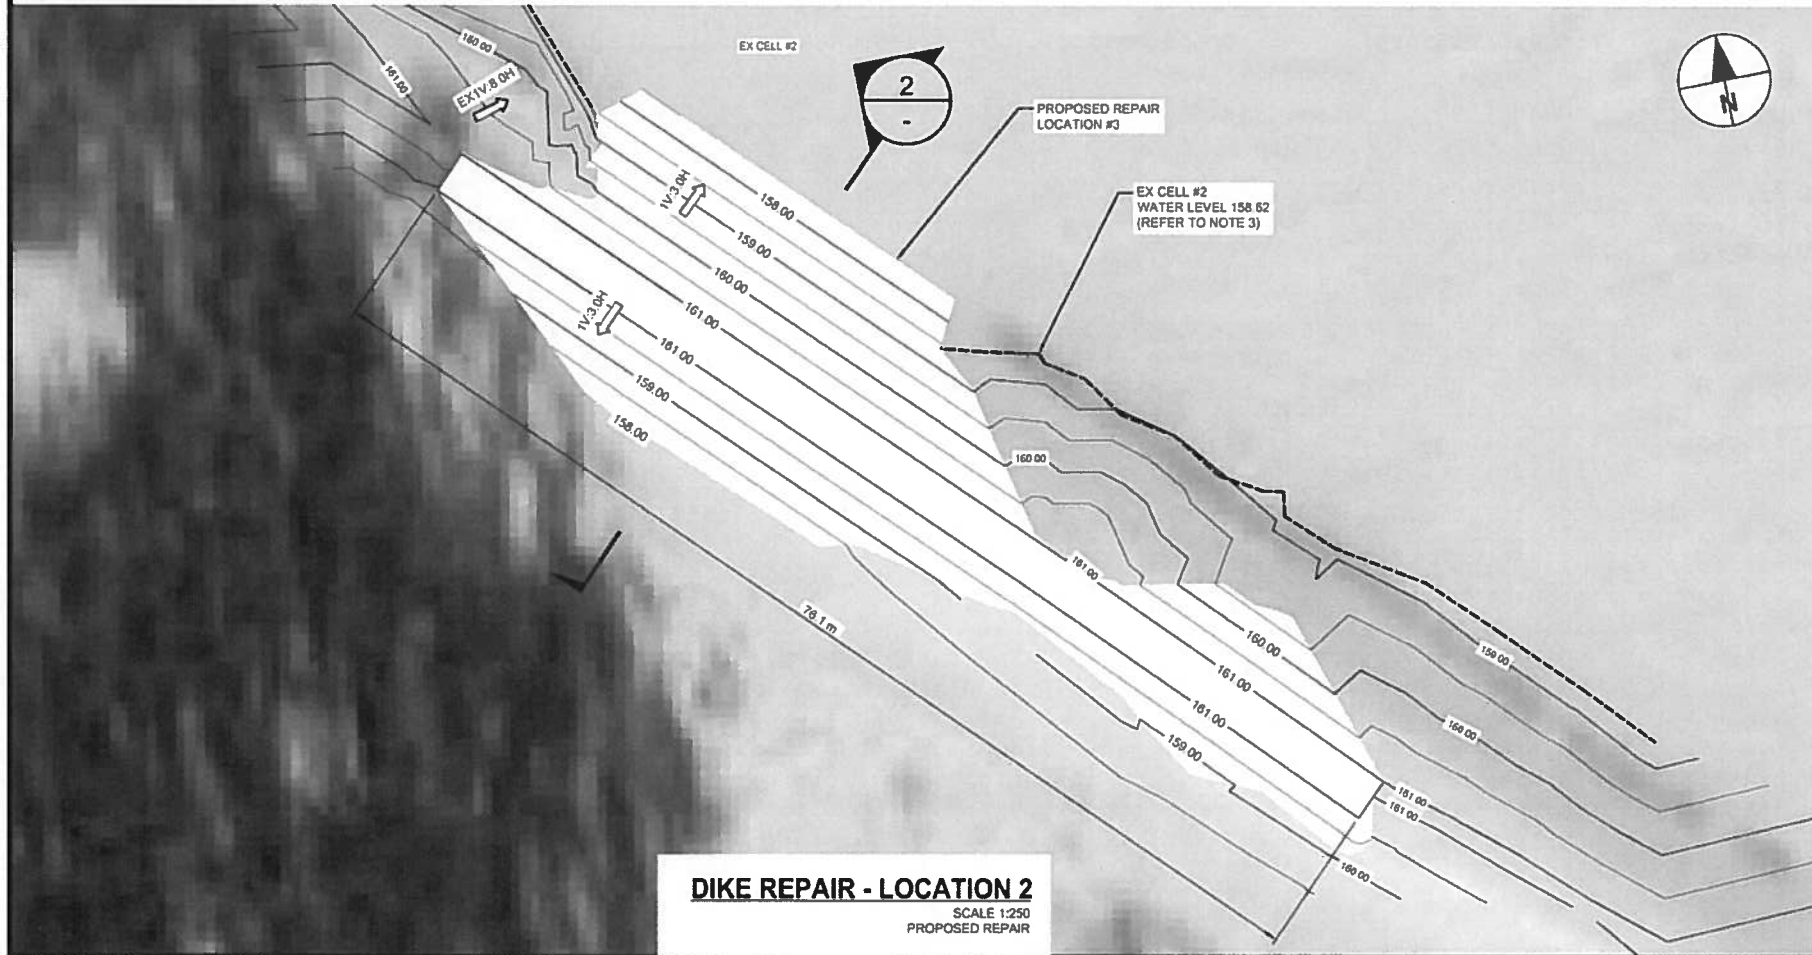 160.00
EX CELL #2
161.00
EX1V:8.0H
2
-
N
PROPOSED REPAIR
LOCATION #3
EX CELL #2
WATER LEVEL 158.62
(REFER TO NOTE 3)
1V:3.0H
158.00
159.00
160.00
161.00
1V:3.0H
161.00
159.00
158.00
160.00
161.00
76.1 m
160.00
159.00
161.00
161.00
160.00
159.00
161.00
161.00
160.00
DIKE REPAIR - LOCATION 2
SCALE 1:250
PROPOSED REPAIR